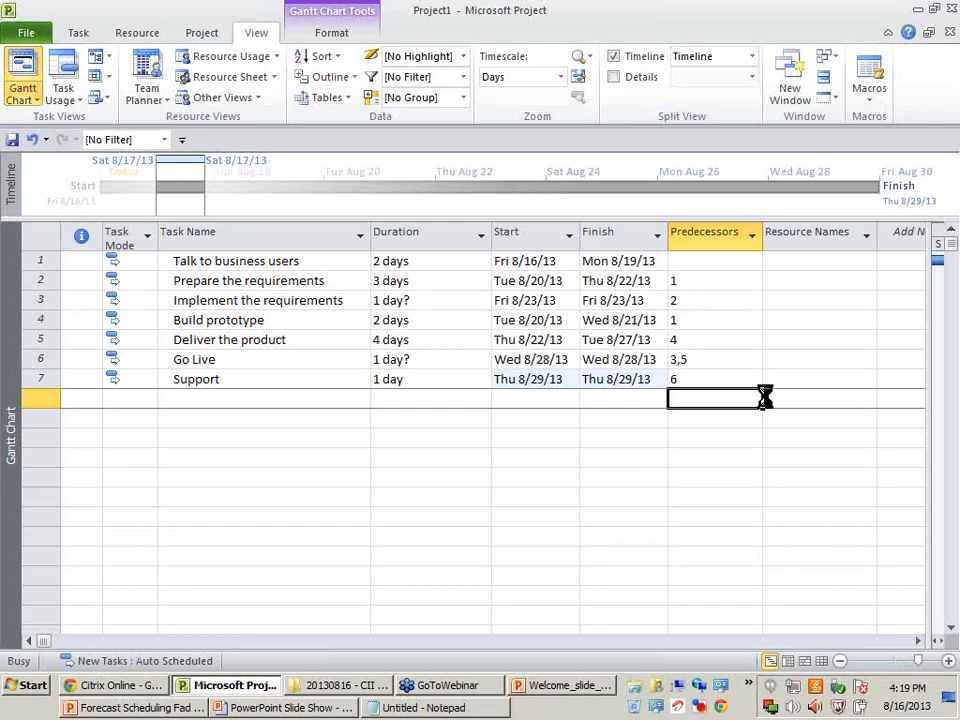 Gantt Chart Tools
Project1 - Microsoft Project
File Task Resource Project View Format
Gantt Chart
Task Usage
Team Planner
Resource Usage
Resource Sheet
Other Views
Sort
Outline
Tables
[No Highlight]
[No Filter]
[No Group]
Timescale:
Days
Timeline Timeline
Details
New Window
Macros
Task Views Resource Views Data Zoom Split View Window Macros
[No Filter]
Timeline
Sat 8/17/13 Sat 8/17/13
Today Aug 18 Tue Aug 20 Thu Aug 22 Sat Aug 24 Mon Aug 26 Wed Aug 28 Fri Aug 30
Start Finish
Fri 8/16/13 Thu 8/29/13
Gantt Chart
Task Mode Task Name Duration Start Finish Predecessors Resource Names Add N S
1 Talk to business users 2 days Fri 8/16/13 Mon 8/19/13
2 Prepare the requirements 3 days Tue 8/20/13 Thu 8/22/13 1
3 Implement the requirements 1 day? Fri 8/23/13 Fri 8/23/13 2
4 Build prototype 2 days Tue 8/20/13 Wed 8/21/13 1
5 Deliver the product 4 days Thu 8/22/13 Tue 8/27/13 4
6 Go Live 1 day? Wed 8/28/13 Wed 8/28/13 3,5
7 Support 1 day Thu 8/29/13 Thu 8/29/13 6
Busy New Tasks : Auto Scheduled
Start Citrix Online - G... Microsoft Proj... 20130816 - CII ... GoToWebinar Welcome_slide_... 4:19 PM
Forecast Scheduling Fad ... PowerPoint Slide Show - ... Untitled - Notepad 8/16/2013